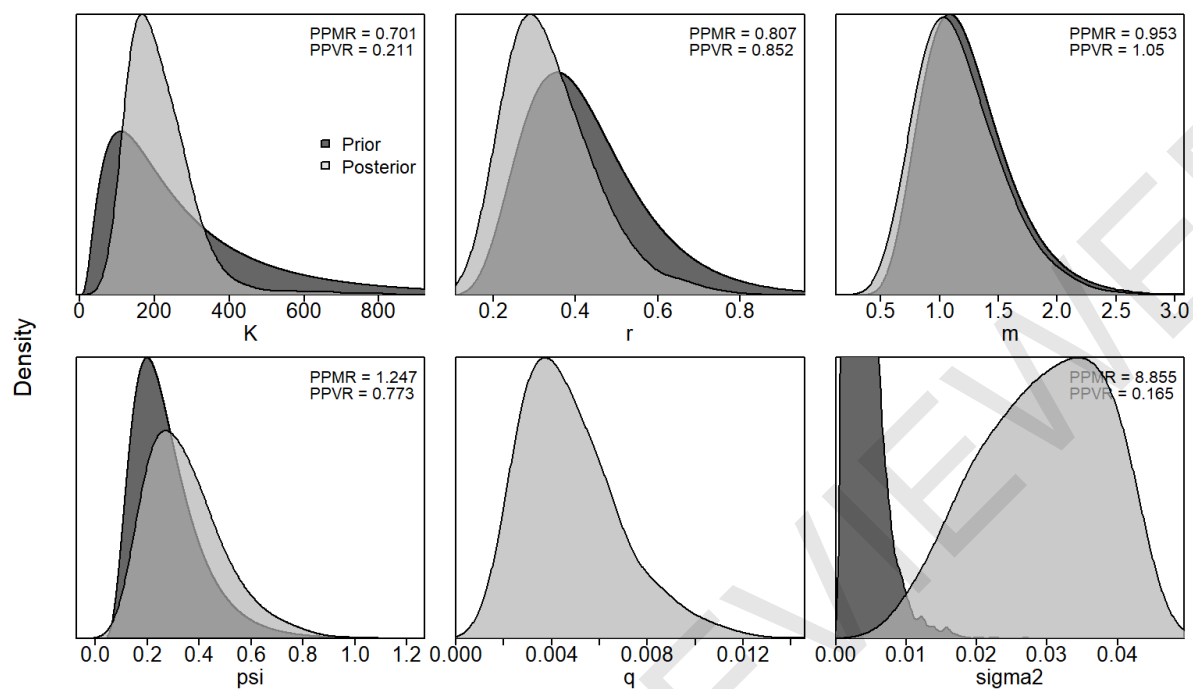 PPMR = 0.701
PPVR = 0.211
Prior
Posterior
0 200 400 600 800
K
PPMR = 0.807
PPVR = 0.852
0.2 0.4 0.6 0.8
r
PPMR = 0.953
PPVR = 1.05
0.5 1.0 1.5 2.0 2.5 3.0
m
Density
PPMR = 1.247
PPVR = 0.773
0.0 0.2 0.4 0.6 0.8 1.0 1.2
psi
0.000 0.004 0.008 0.012
q
PPMR = 8.855
PPVR = 0.165
0.00 0.01 0.02 0.03 0.04
sigma2
EVIEWE